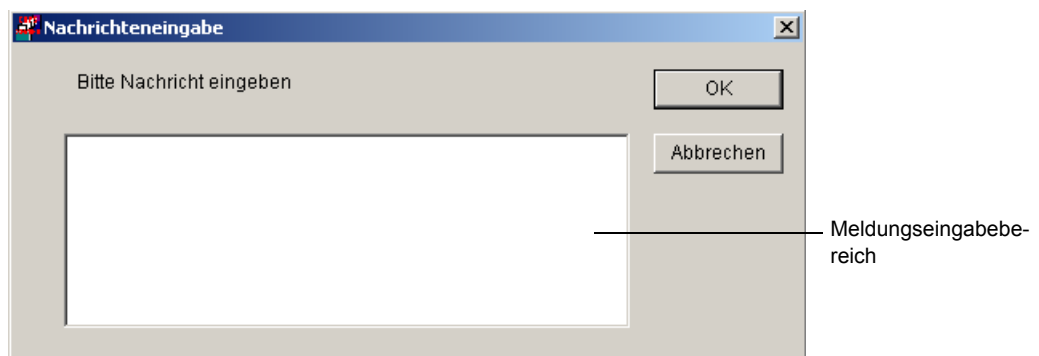 Nachrichteneingabe
Bitte Nachricht eingeben
OK
Abbrechen
Meldungseingabebe-
reich